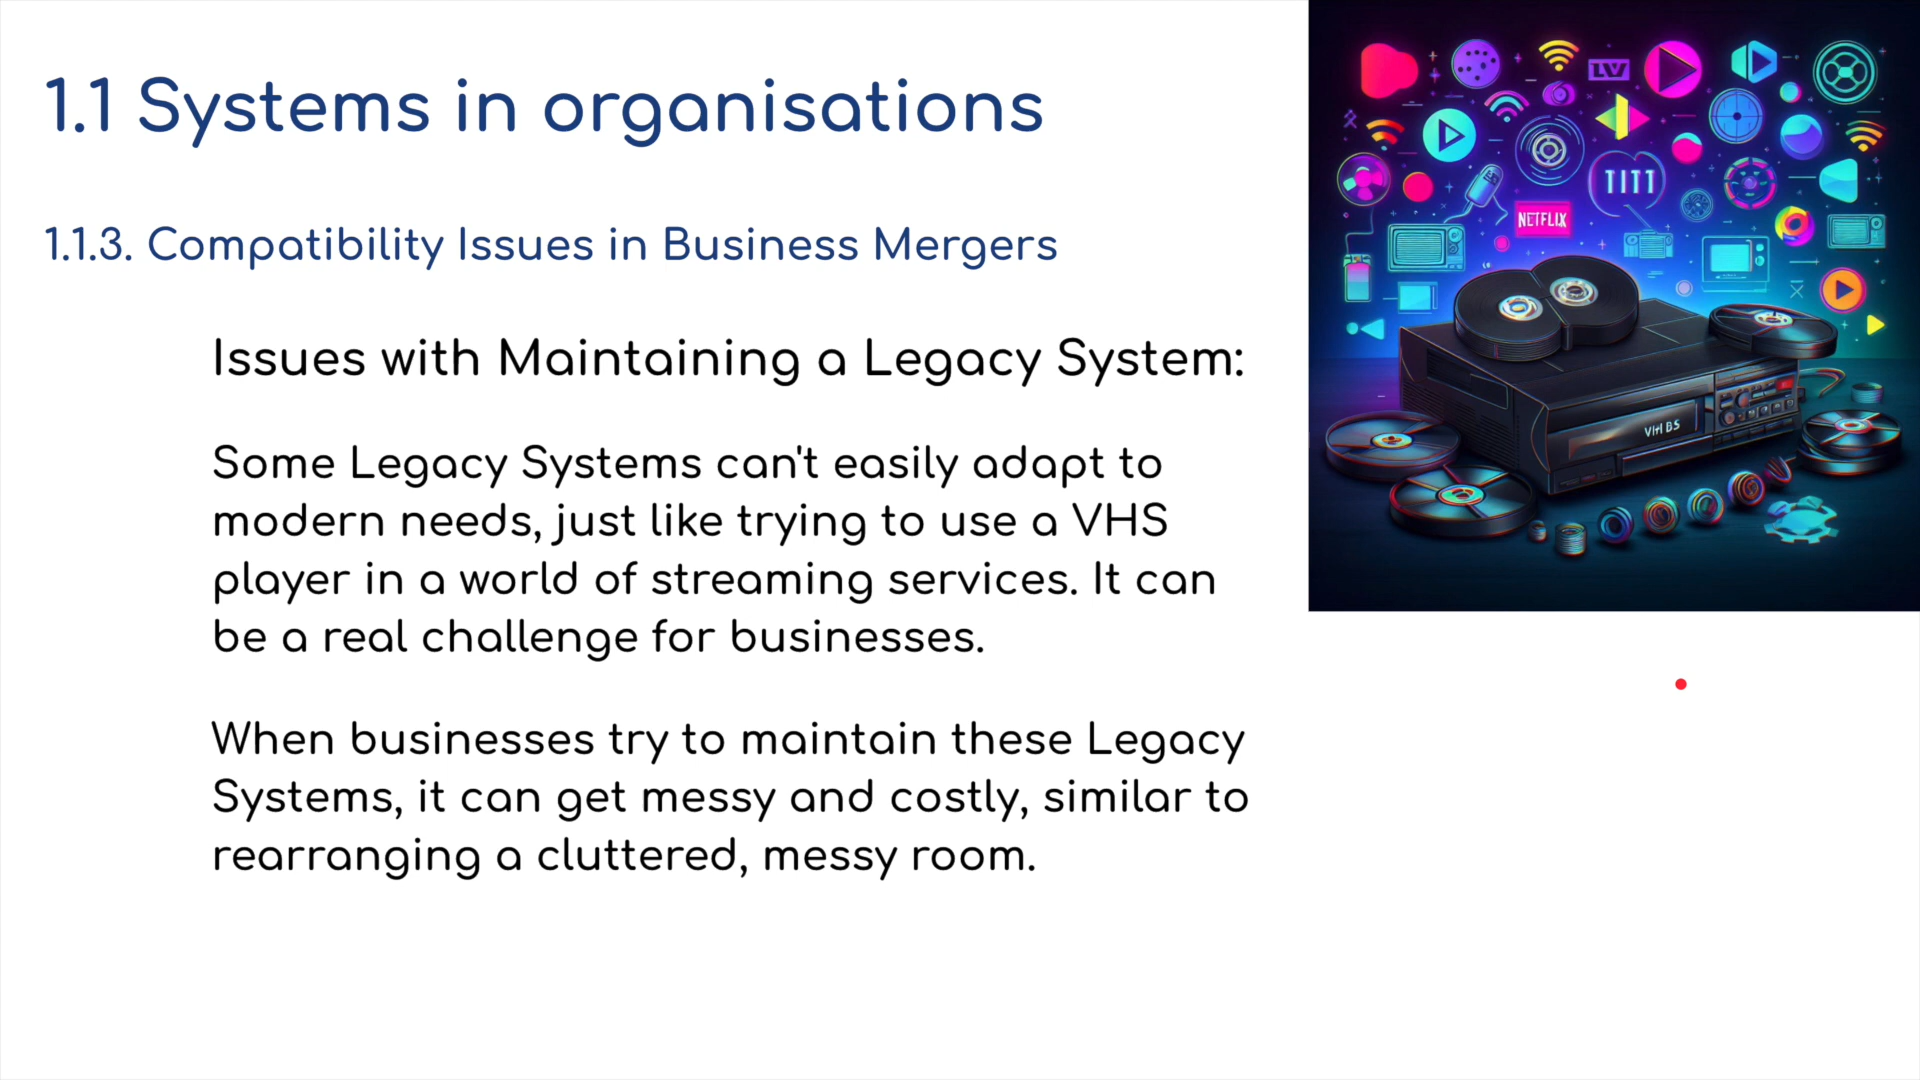 1.1 Systems in organisations
1.1.3. Compatibility Issues in Business Mergers
Issues with Maintaining a Legacy System:
Some Legacy Systems can't easily adapt to
modern needs, just like trying to use a VHS
player in a world of streaming services. It can
be a real challenge for businesses.
When businesses try to maintain these Legacy
Systems, it can get messy and costly, similar to
rearranging a cluttered, messy room.
NETFLIX